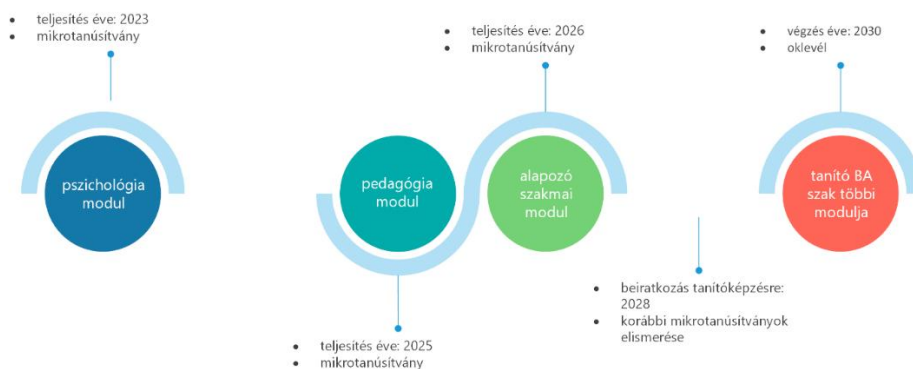 • teljesítés éve: 2023
• mikrotanúsítvány
pszichológia
modul
pedagógia
modul
• teljesítés éve: 2025
• mikrotanúsítvány
• teljesítés éve: 2026
• mikrotanúsítvány
alapozó
szakmai
modul
• beiratkozás tanítóképzésre:
2028
• korábbi mikrotanúsítványok
elismerése
• végzés éve: 2030
• oklevél
tanító BA
szak többi
modulja